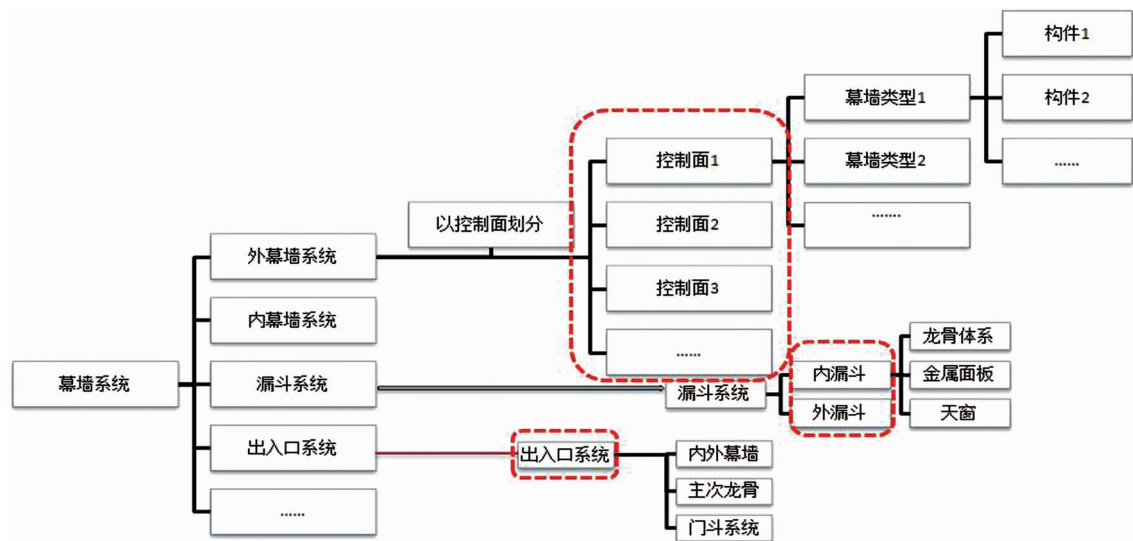 构件1
构件2
……
幕墙类型1
幕墙类型2
…….
控制面1
控制面2
控制面3
……
以控制面划分
外幕墙系统
内幕墙系统
幕墙系统
漏斗系统
出入口系统
……
漏斗系统
内漏斗
外漏斗
龙骨体系
金属面板
天窗
出入口系统
内外幕墙
主次龙骨
门斗系统